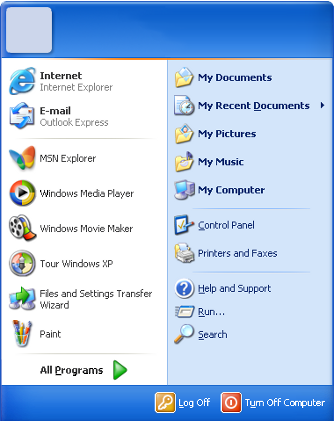 Internet
Internet Explorer
E-mail
Outlook Express
MSN Explorer
Windows Media Player
Windows Movie Maker
Tour Windows XP
Files and Settings Transfer
Wizard
Paint
All Programs
My Documents
My Recent Documents
My Pictures
My Music
My Computer
Control Panel
Printers and Faxes
Help and Support
Run...
Search
Log Off
Turn Off Computer